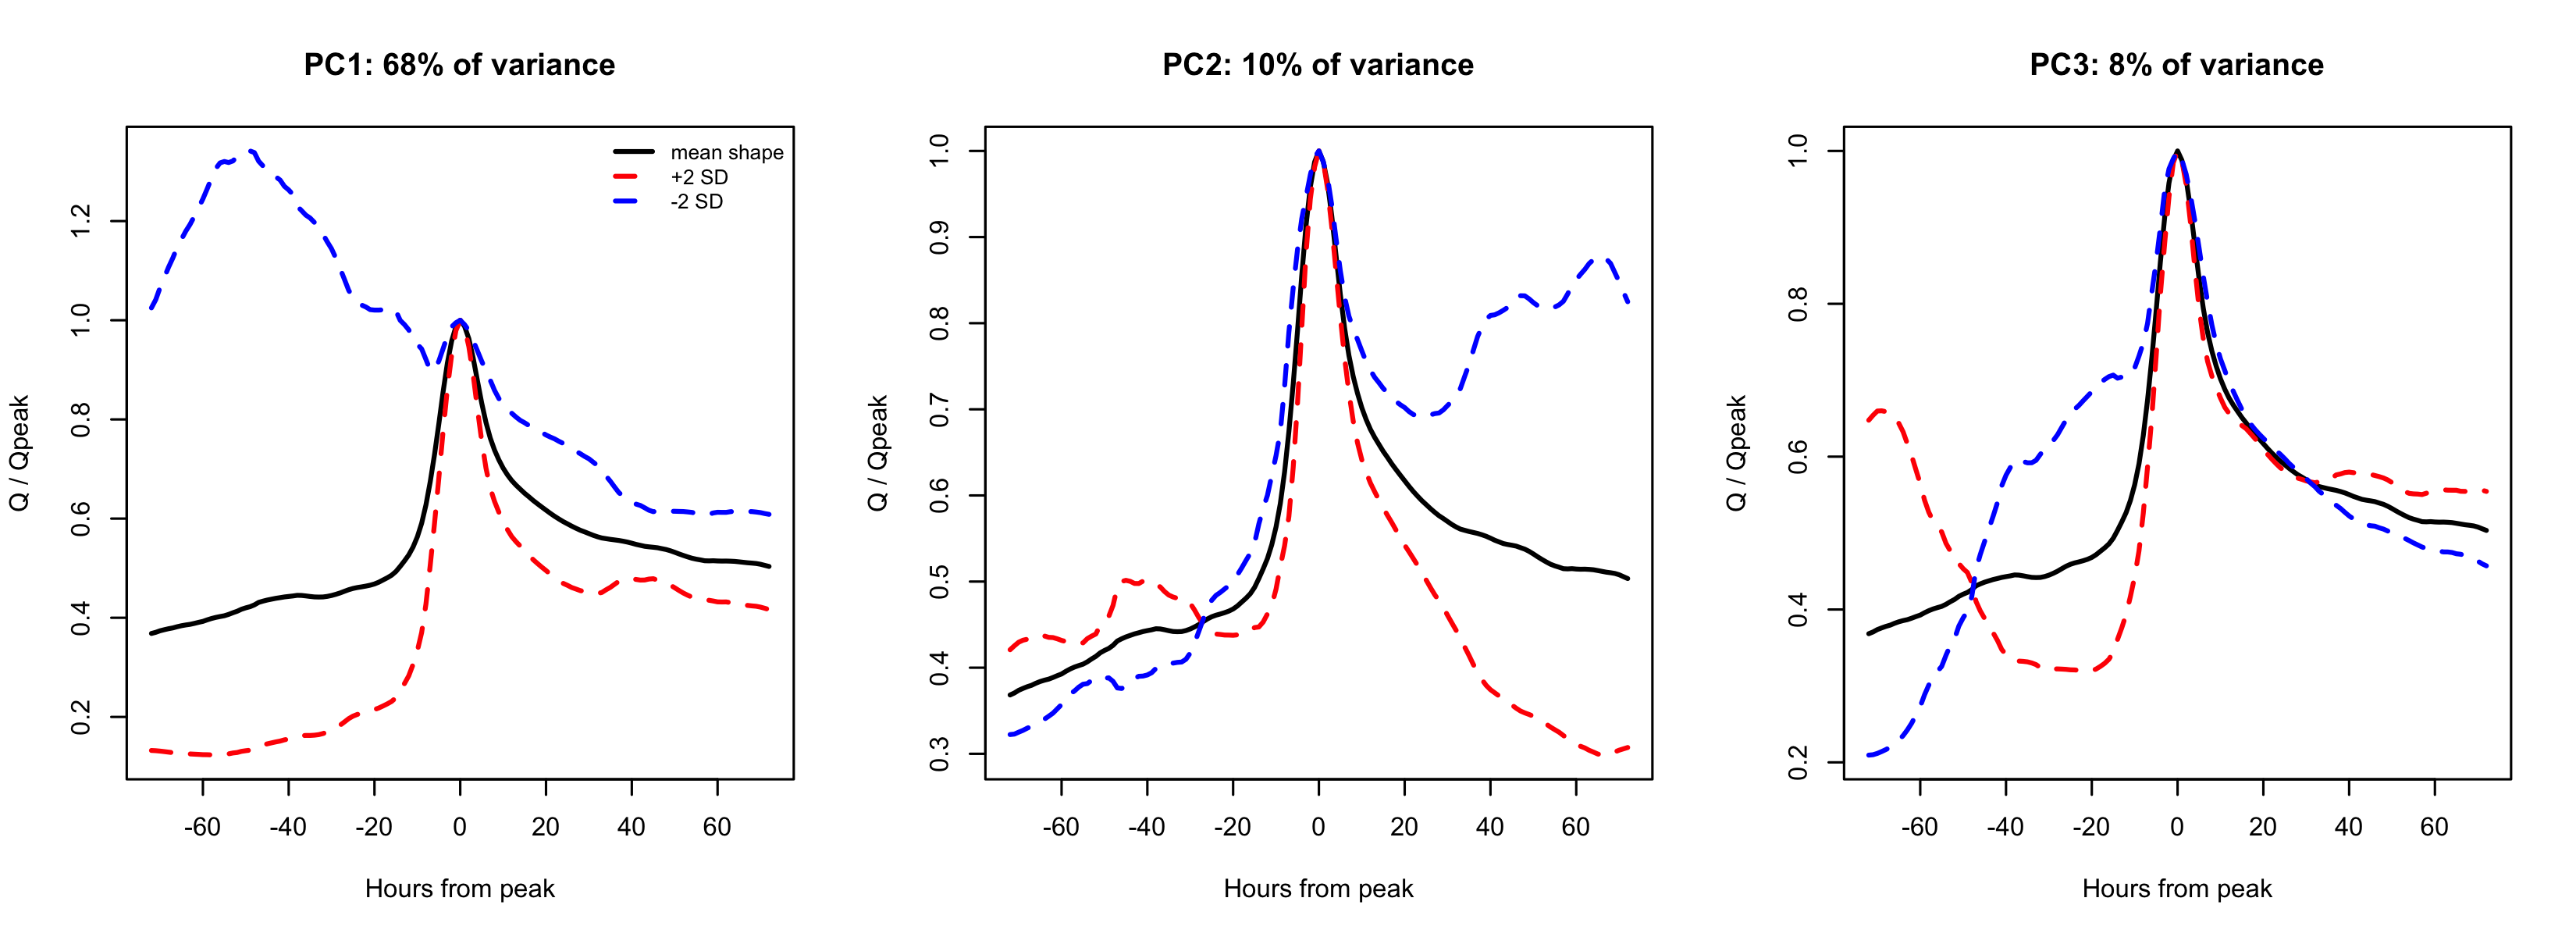 PC1: 68% of variance
mean shape
+2 SD
-2 SD
Q / Qpeak
1.2
1.0
0.8
0.6
0.4
0.2
-60 -40 -20 0 20 40 60
Hours from peak
PC2: 10% of variance
Q / Qpeak
1.0
0.9
0.8
0.7
0.6
0.5
0.4
0.3
-60 -40 -20 0 20 40 60
Hours from peak
PC3: 8% of variance
Q / Qpeak
1.0
0.8
0.6
0.4
0.2
-60 -40 -20 0 20 40 60
Hours from peak